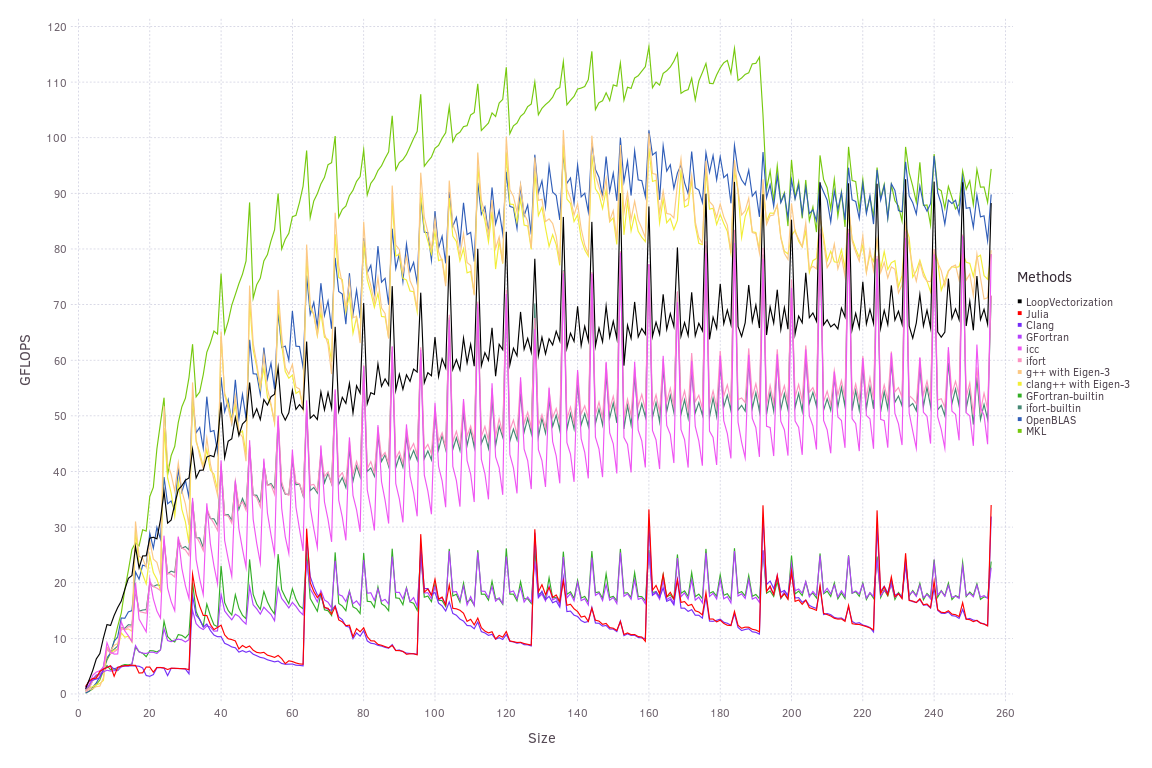 120
110
100
90
80
70
60
50
40
30
20
10
0
GFLOPS
0 20 40 60 80 100 120 140 160 180 200 220 240 260
Size
Methods
LoopVectorization
Julia
Clang
GFortran
icc
ifort
g++ with Eigen-3
clang++ with Eigen-3
GFortran-builtin
ifort-builtin
OpenBLAS
MKL